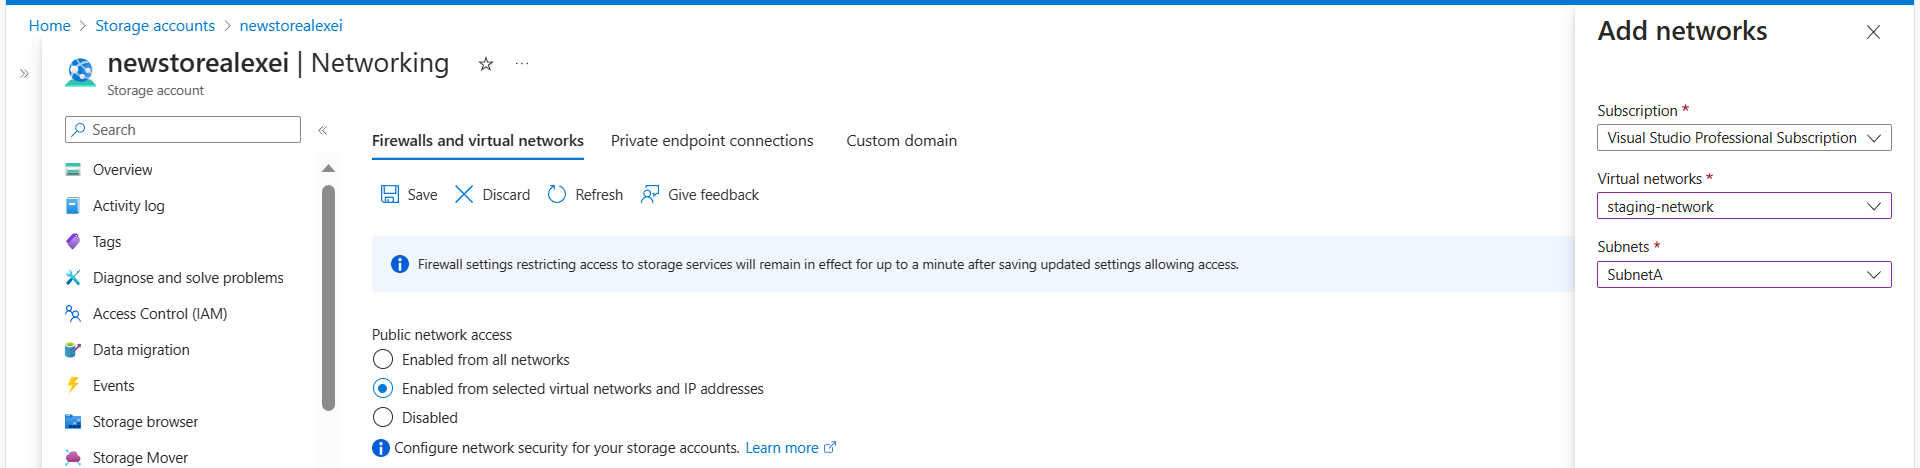 Home > Storage accounts > newstorealexei
newstorealexei | Networking
Storage account
Search
Overview
Activity log
Tags
Diagnose and solve problems
Access Control (IAM)
Data migration
Events
Storage browser
Storage Mover
Firewalls and virtual networks Private endpoint connections Custom domain
Save Discard Refresh Give feedback
Firewall settings restricting access to storage services will remain in effect for up to a minute after saving updated settings allowing access.
Public network access
Enabled from all networks
Enabled from selected virtual networks and IP addresses
Disabled
Configure network security for your storage accounts. Learn more
Add networks
Subscription *
Visual Studio Professional Subscription
Virtual networks *
staging-network
Subnets *
SubnetA